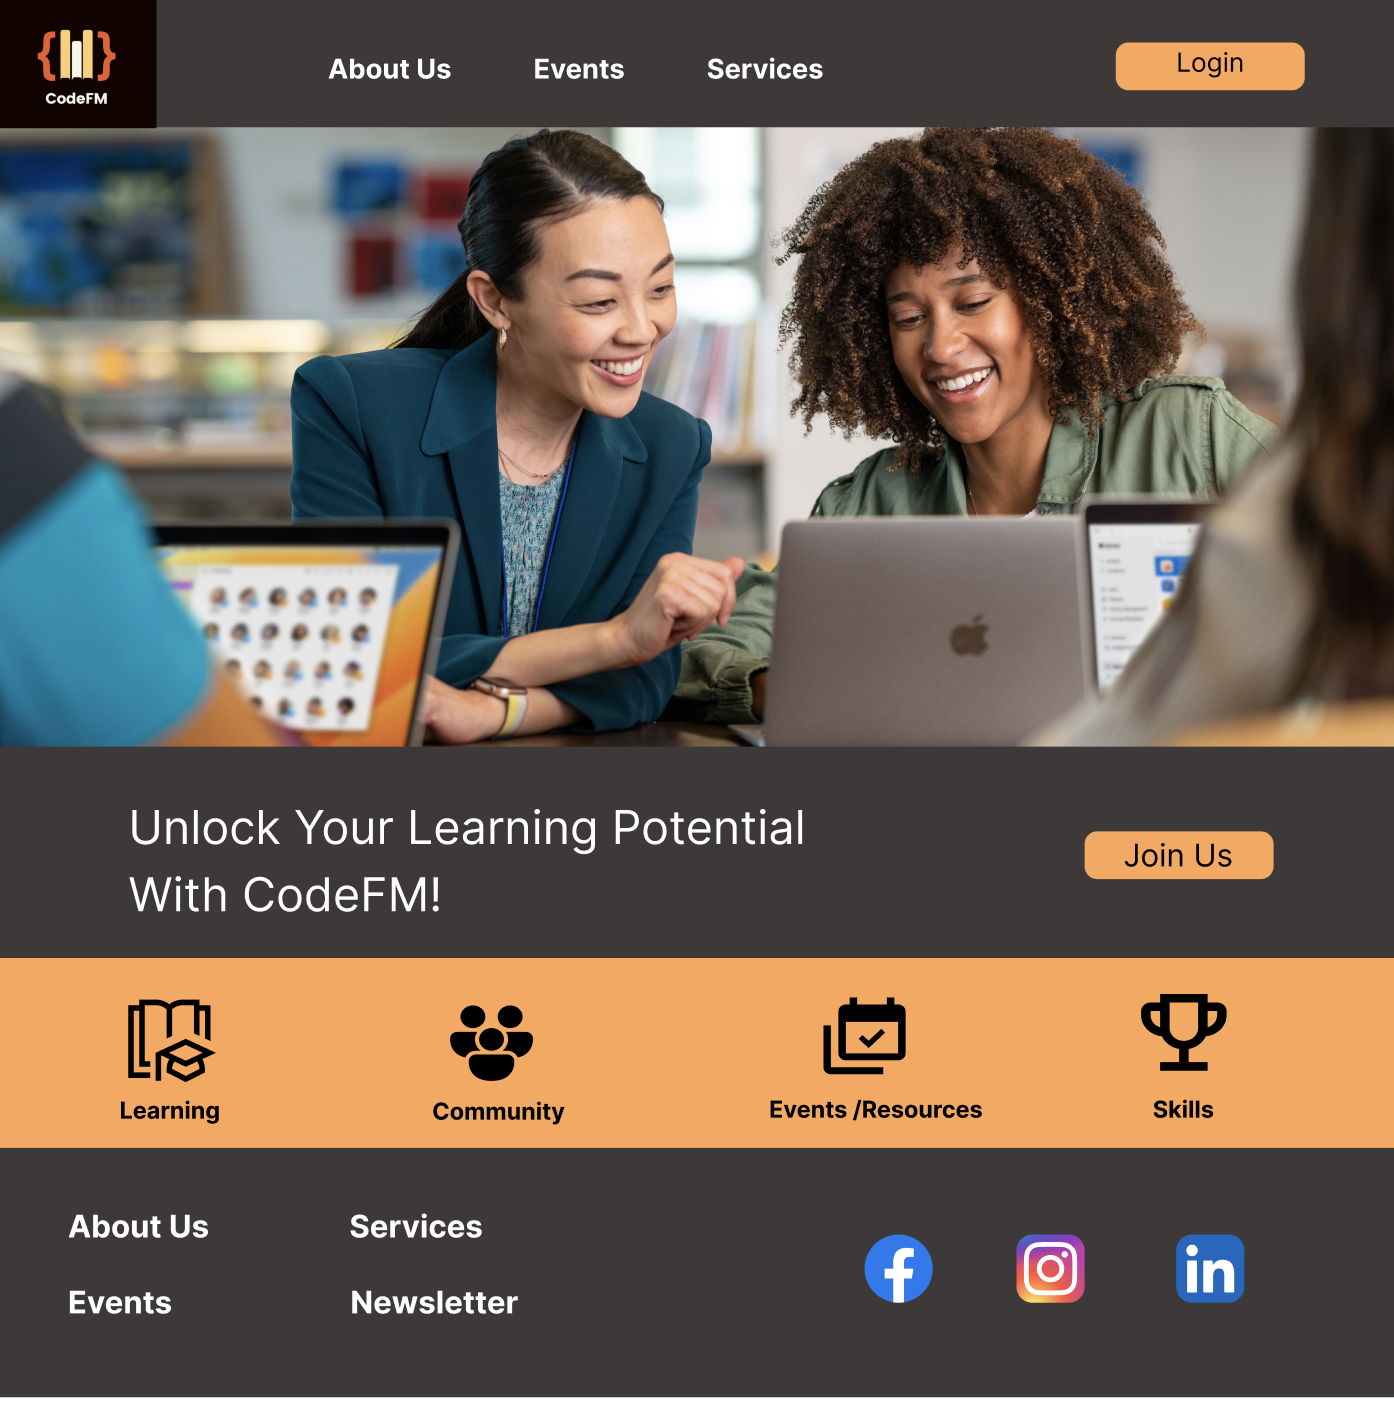 CodeFM
About Us
Events
Services
Login
Unlock Your Learning Potential
With CodeFM!
Join Us
Learning
Community
Events /Resources
Skills
About Us
Services
Events
Newsletter
in